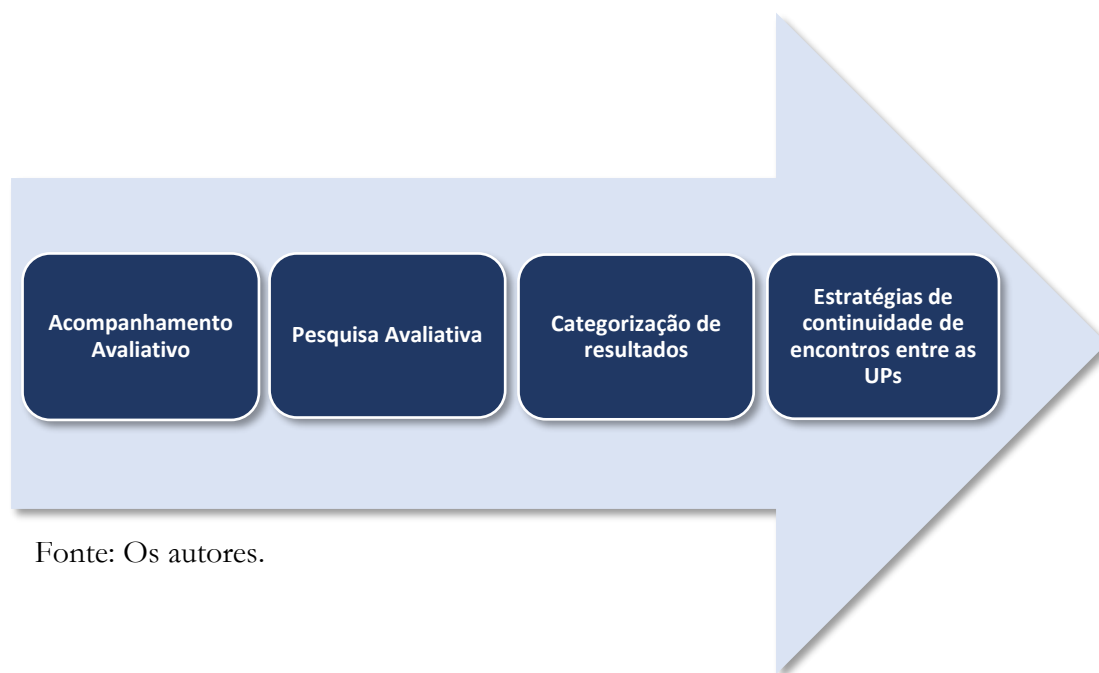 Acompanhamento
Avaliativo
Pesquisa Avaliativa
Categorização de
resultados
Estratégias de
continuidade de
encontros entre as
UPs
Fonte: Os autores.